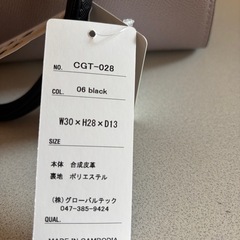 NO. CGT-028
COL. 06 black
W30×H28×D13
SIZE
本体 合成皮革
裏地 ポリエステル
(株)グローバルテック
047-385-9424
QUAL.
MADE IN CAMBODIA